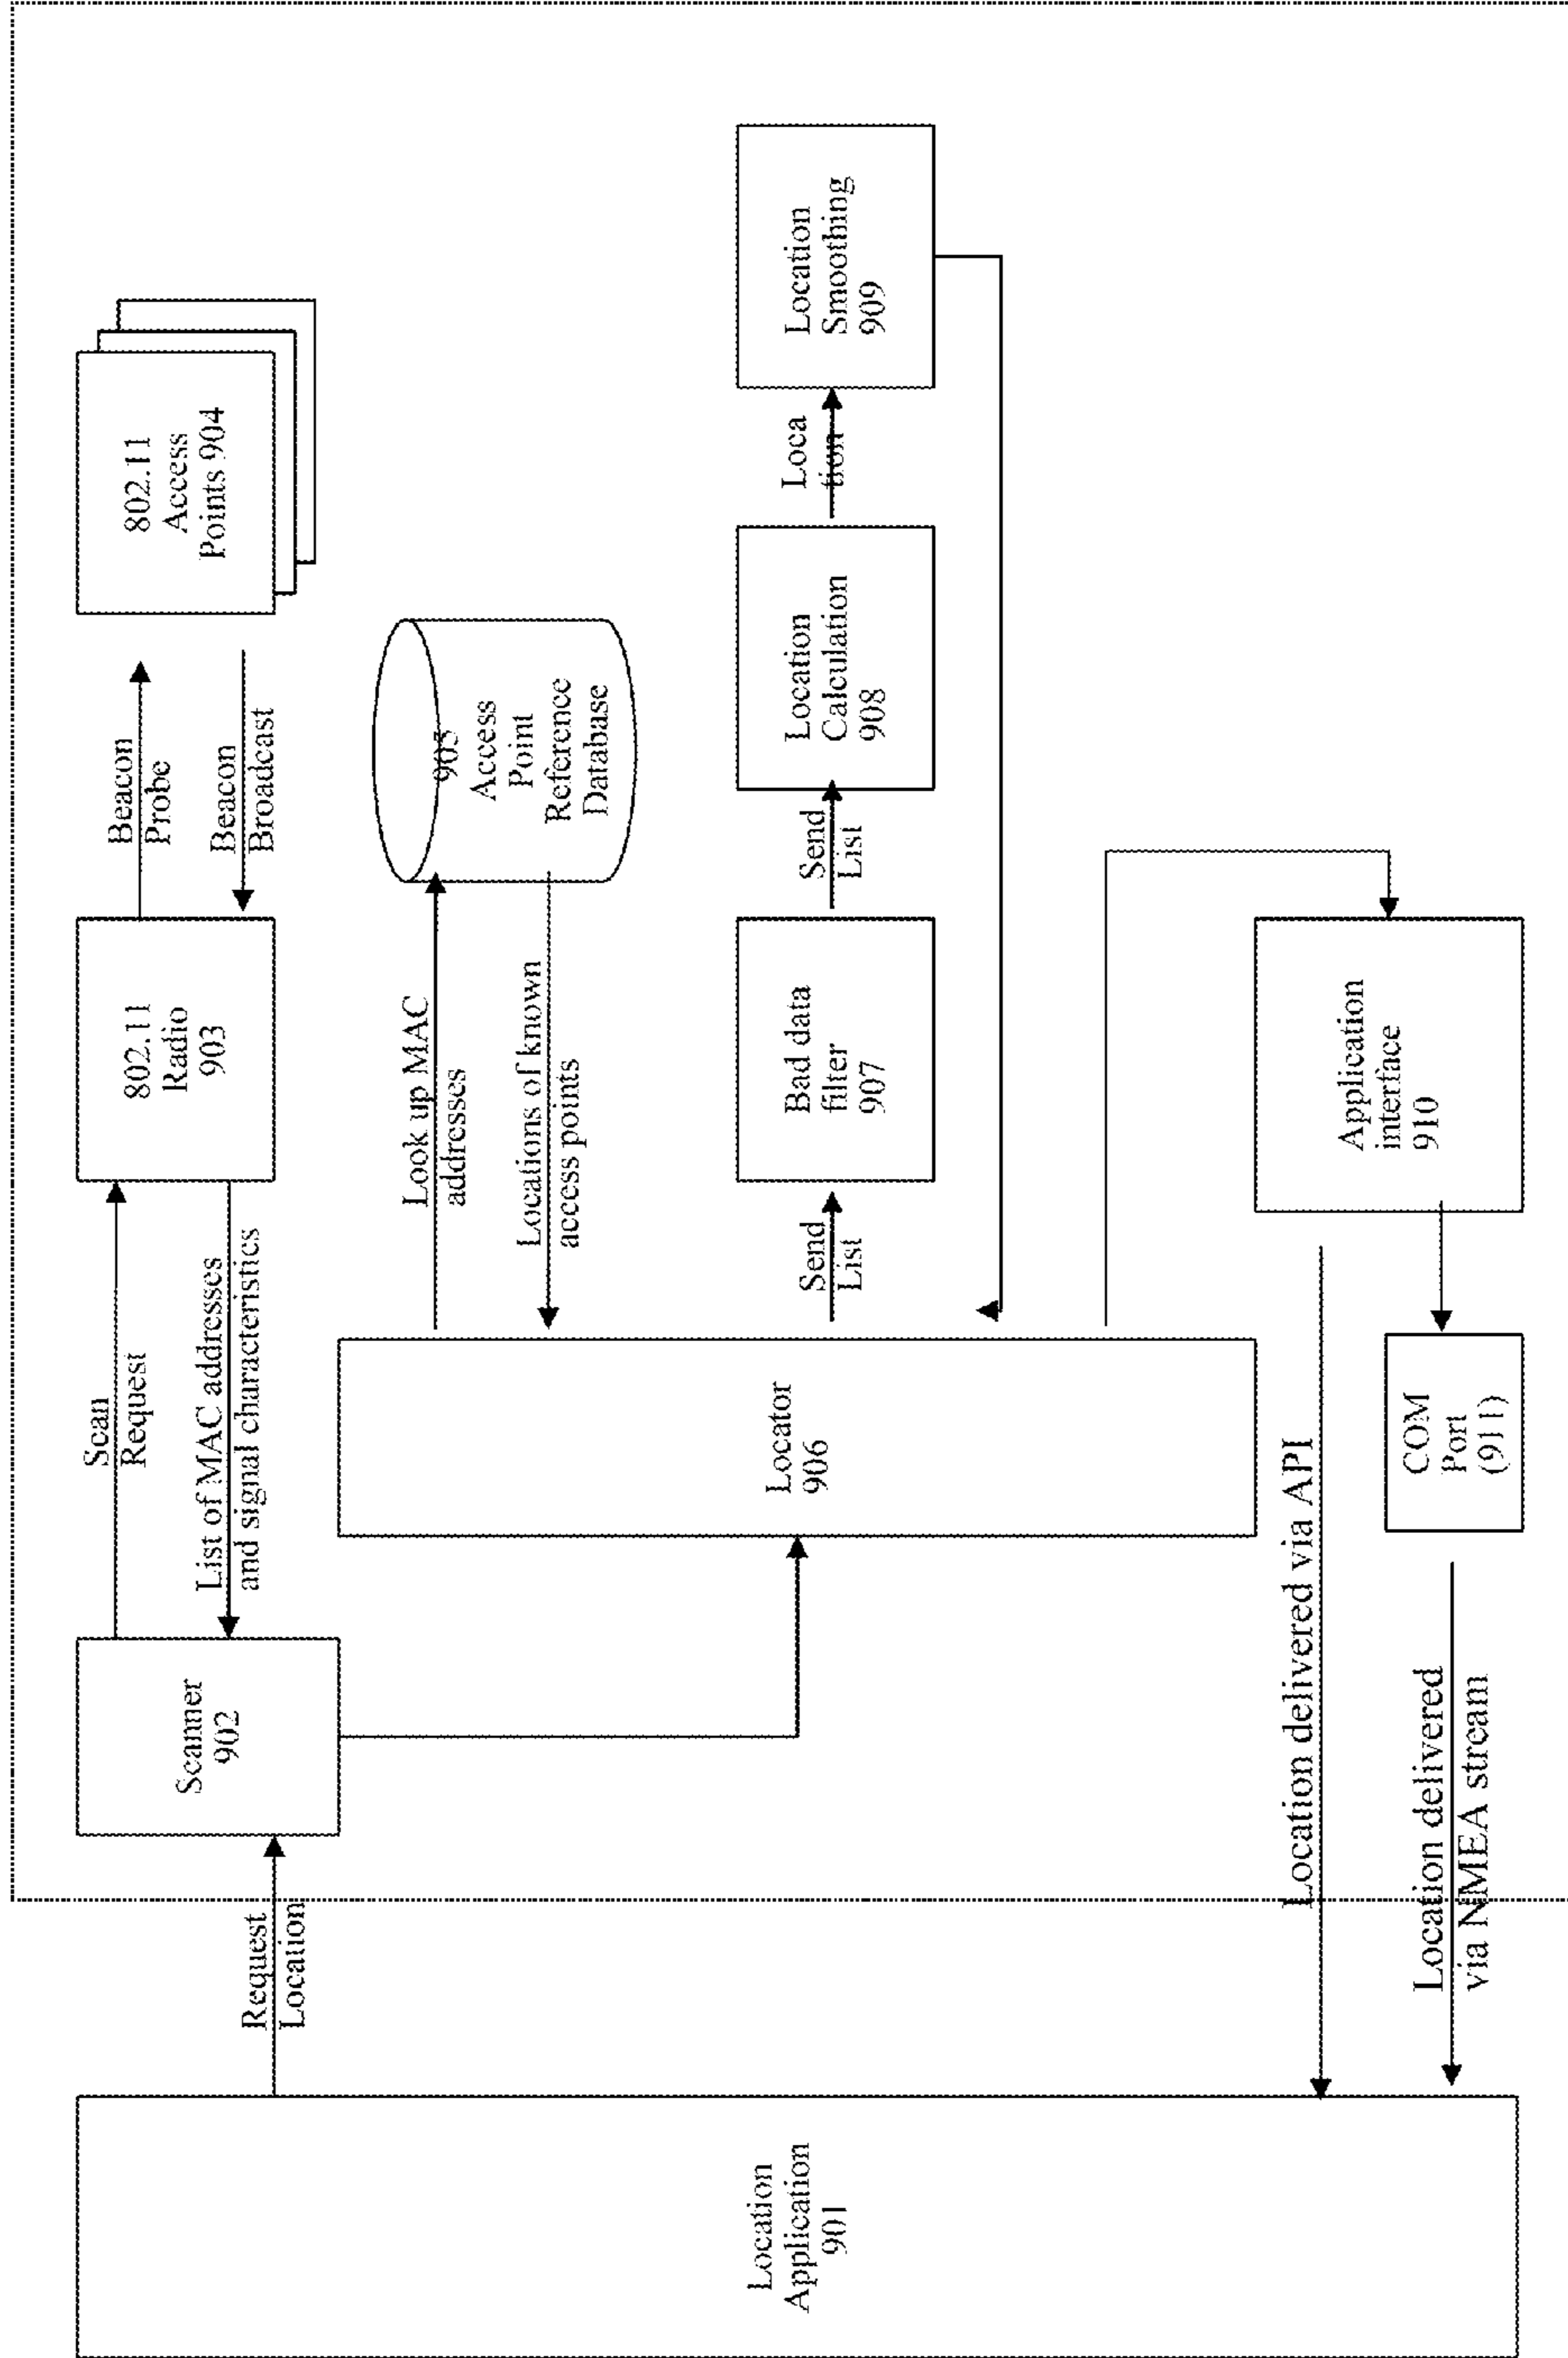 Location
Application
901
Request
Location
Scanner
902
Scan
Request
List of MAC addresses
and signal characteristics
802.11
Radio
903
Beacon
Probe
Beacon
Broadcast
802.11
Access
Points 904
Look up MAC
addresses
Locations of known
access points
905
Access
Point
Reference
Database
Locator
906
Send
List
Bad data
filter
907
Send
List
Location
Calculation
908
Loca
tion
Location
Smoothing
909
Application
interface
910
COM
Port
(911)
Location delivered via API
Location delivered
via NMEA stream